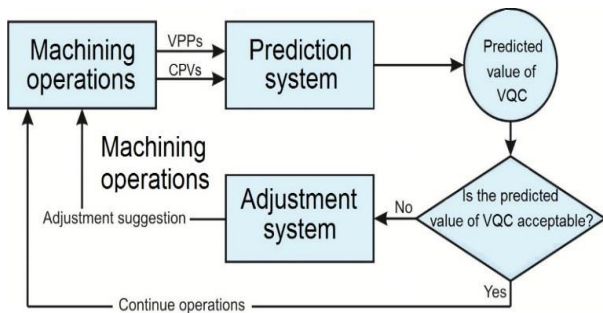 Machining
operations
VPPs
CPVs
Prediction
system
Predicted
value of
VQC
Machining
operations
Adjustment suggestion
Adjustment
system
No
Is the predicted
value of VQC acceptable?
Yes
Continue operations